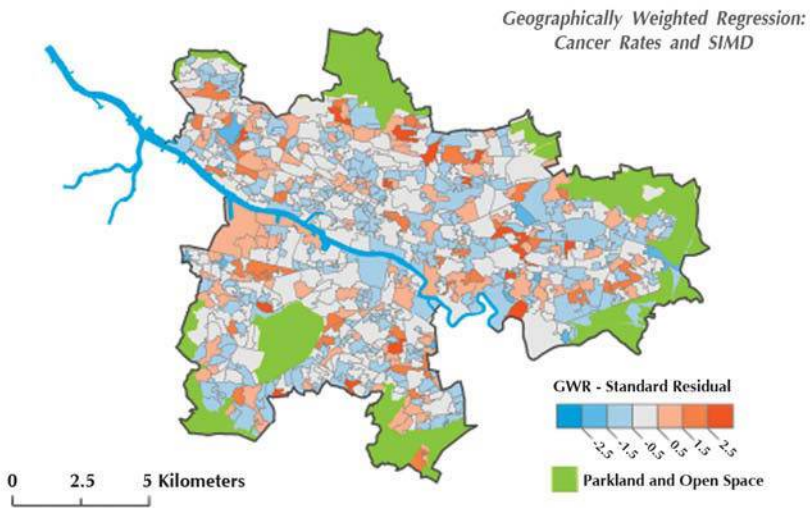 Geographically Weighted Regression:
Cancer Rates and SIMD
GWR - Standard Residual
-2.5 -1.5 -0.5 0.5 1.5 2.5
Parkland and Open Space
0 2.5 5 Kilometers